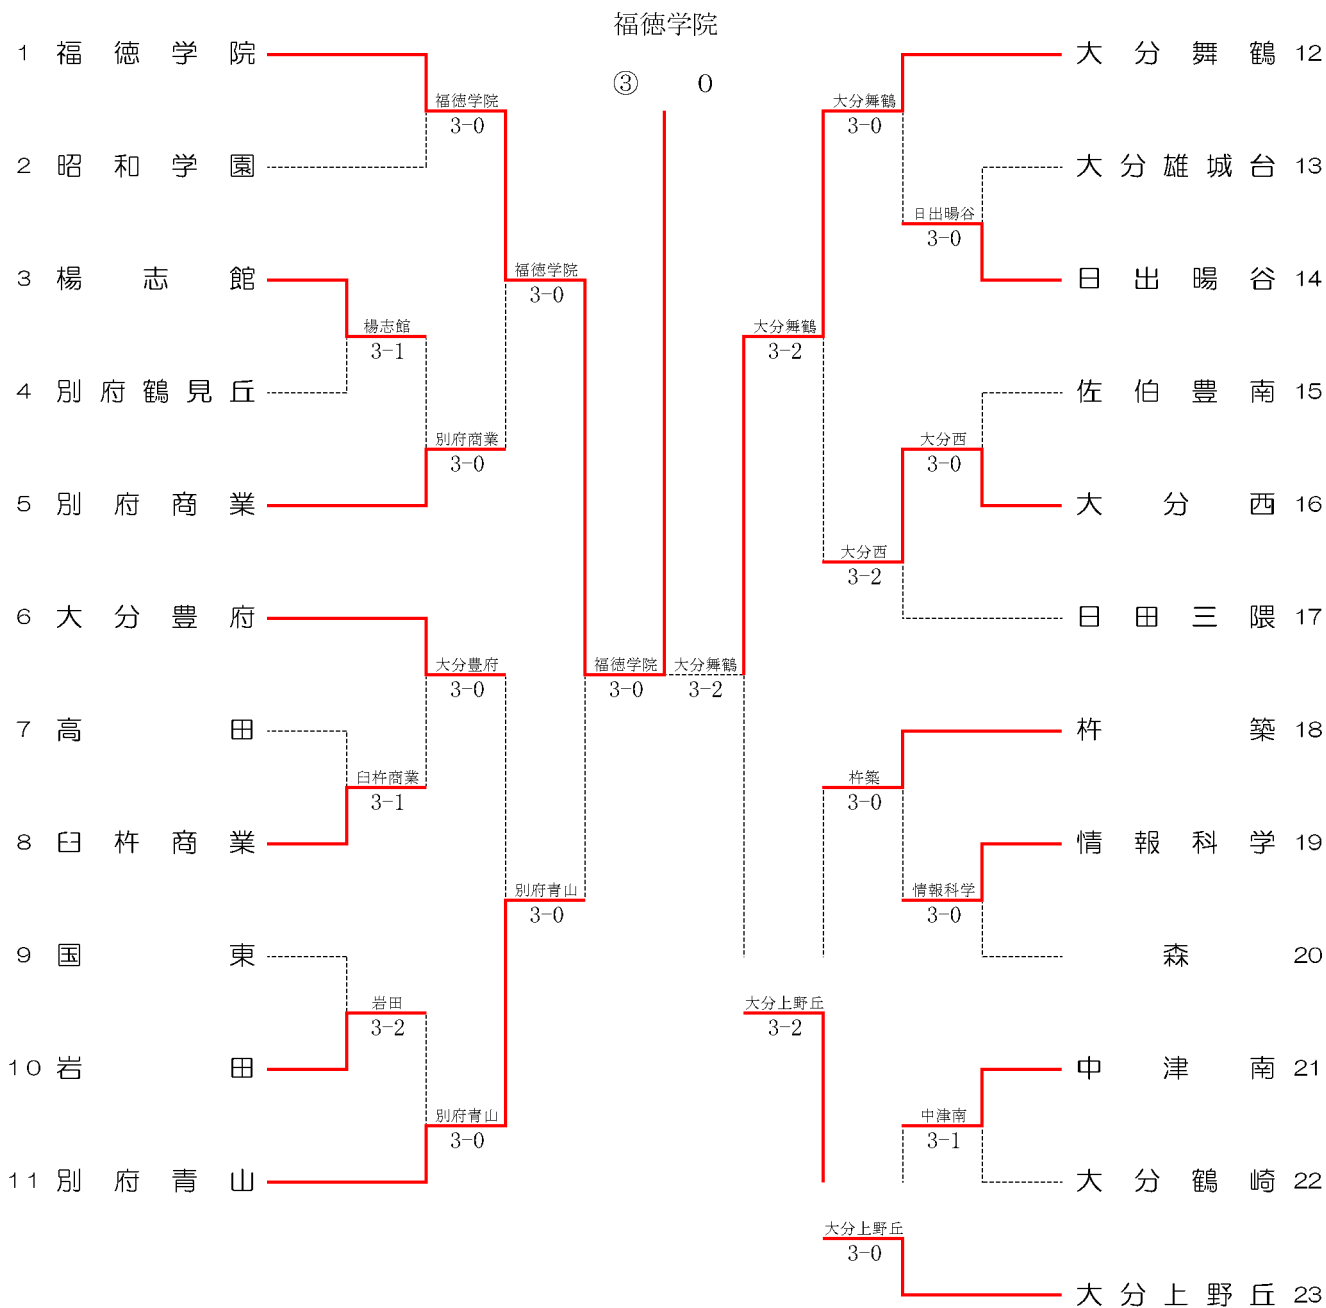 福徳学院
③ 0
1 福徳学院
大分舞鶴 12
福徳学院
3-0
大分舞鶴
3-0
2 昭和学園
大分雄城台 13
日出暘谷
3-0
3 楊志館
福徳学院
3-0
日出暘谷 14
楊志館
3-1
大分舞鶴
3-2
4 別府鶴見丘
佐伯豊南 15
別府商業
3-0
大分西
3-0
5 別府商業
大分西 16
大分西
3-2
6 大分豊府
日田三隈 17
大分豊府
3-0
福徳学院
3-0
大分舞鶴
3-2
7 高田
杵築 18
臼杵商業
3-1
杵築
3-0
8 臼杵商業
情報科学 19
別府青山
3-0
情報科学
3-0
9 国東
森 20
岩田
3-2
大分上野丘
3-2
10 岩田
中津南 21
別府青山
3-0
中津南
3-1
11 別府青山
大分鶴崎 22
大分上野丘
3-0
大分上野丘 23